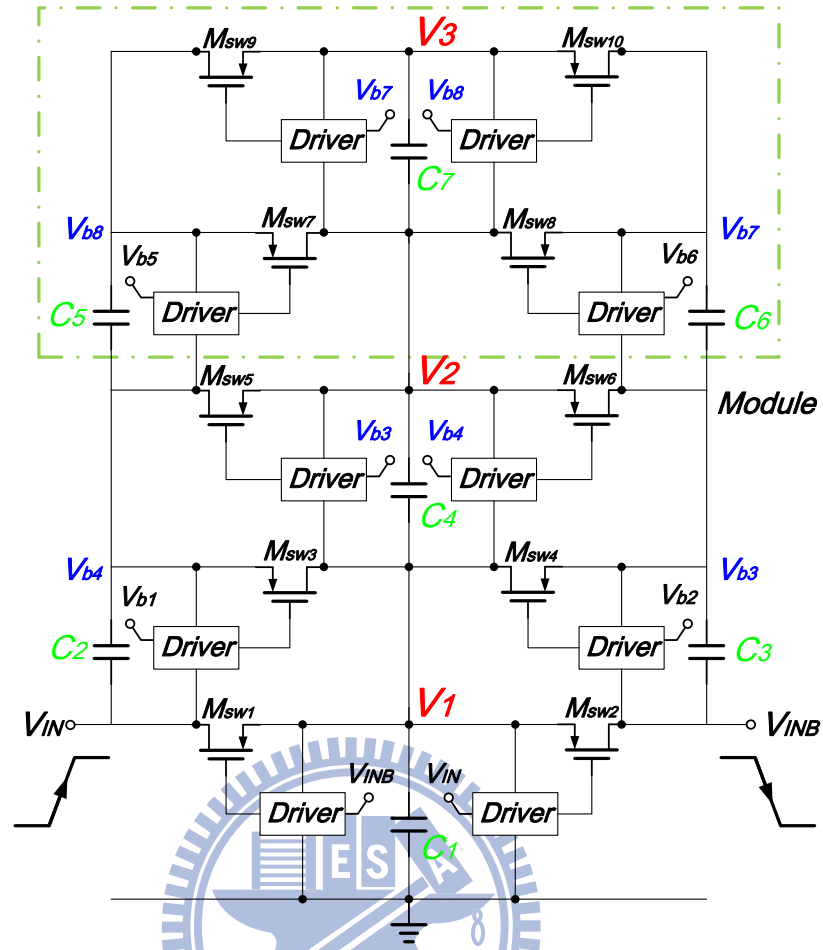 Msw9 V3 Msw10
Vb7 Vb8
Driver Driver
C7
Msw7 Msw8
Vb8 Vb7
Vb5 Vb6
C5 Driver Driver C6
Msw5 V2 Msw6
Module
Vb3 Vb4
Driver Driver
C4
Msw3 Msw4
Vb4 Vb3
Vb1 Vb2
C2 Driver Driver C3
Msw1 V1 Msw2
VIN VINB
VINB VIN
Driver Driver
C1
E S A
8